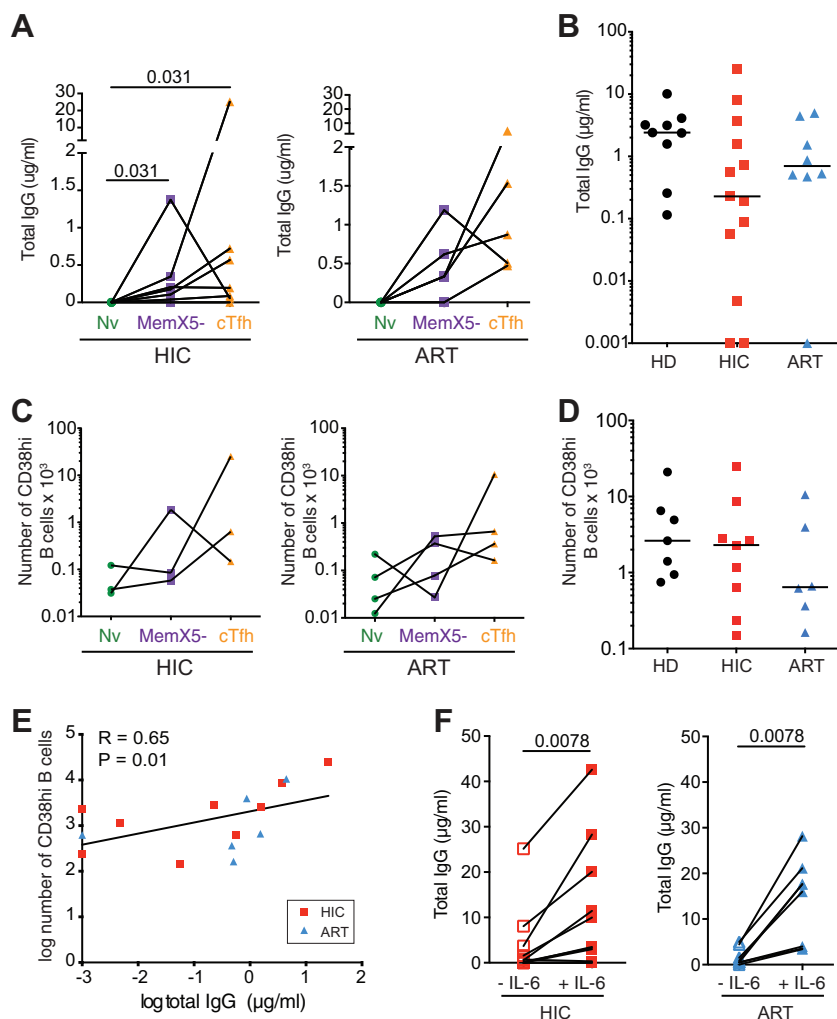 A
0.031
0.031
30
20
10
2
1.5
1
0.5
0
Total IgG (ug/ml)
Nv MemX5- cTfh
HIC
30
20
10
2
1.5
1
0.5
0
Total IgG (ug/ml)
Nv MemX5- cTfh
ART
B
100
10
1
0.1
0.01
0.001
Total IgG (µg/ml)
HD HIC ART
C
100
10
1
0.1
0.01
Number of CD38hi
B cells x 10³
Nv MemX5- cTfh
HIC
100
10
1
0.1
0.01
Number of CD38hi
B cells x 10³
Nv MemX5- cTfh
ART
D
100
10
1
0.1
Number of CD38hi
B cells x 10³
HD HIC ART
E
R = 0.65
P = 0.01
5
4
3
2
1
0
log number of CD38hi B cells
HIC
ART
-3 -2 -1 0 1 2
log total IgG (µg/ml)
F
0.0078
50
40
30
20
10
0
Total IgG (µg/ml)
- IL-6 + IL-6
HIC
0.0078
50
40
30
20
10
0
Total IgG (µg/ml)
- IL-6 + IL-6
ART